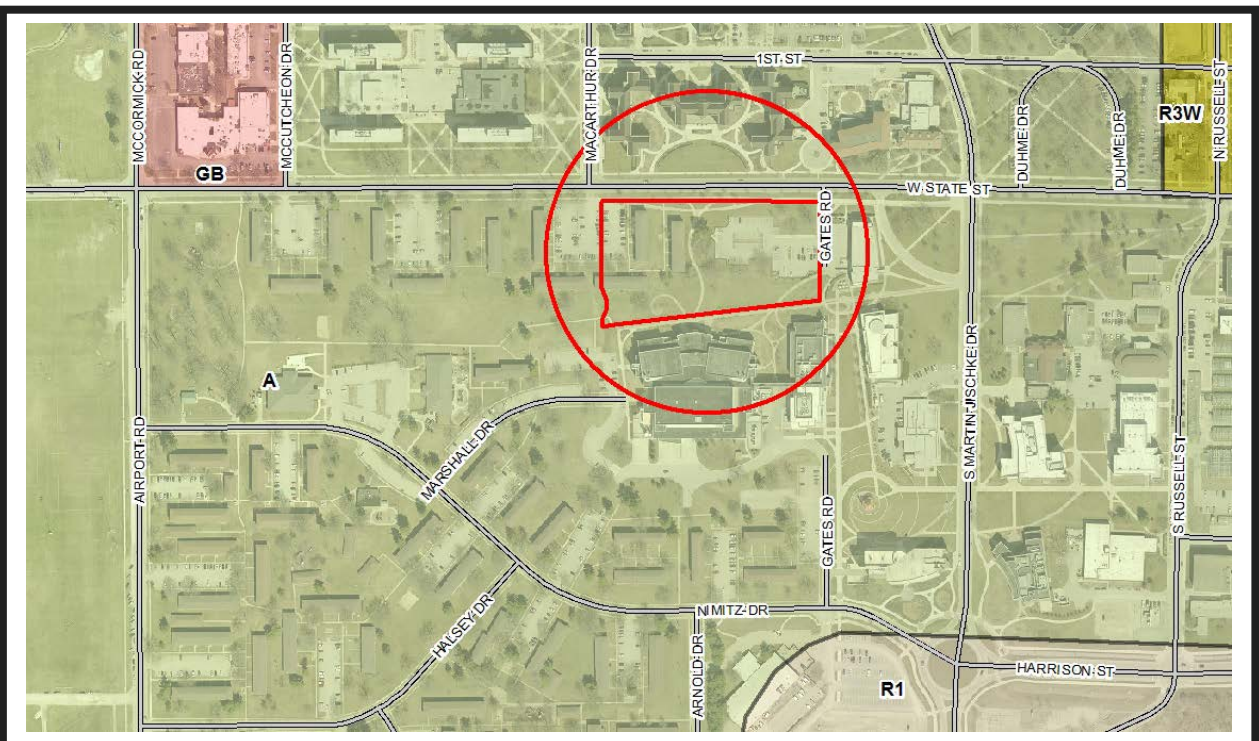 MCCORMICK RD
MCCUTCHEON DR
MACARTHUR DR
1ST ST
DUHME DR
DUHME DR
R3W
N RUSSELL ST
GB
W STATE ST
GATES RD
A
AIRPORT RD
MARSHALL DR
S MARTIN JISCHKE DR
S RUSSELL ST
GATES RD
HALSEY DR
NIMITZ DR
ARNOLD DR
HARRISON ST
R1